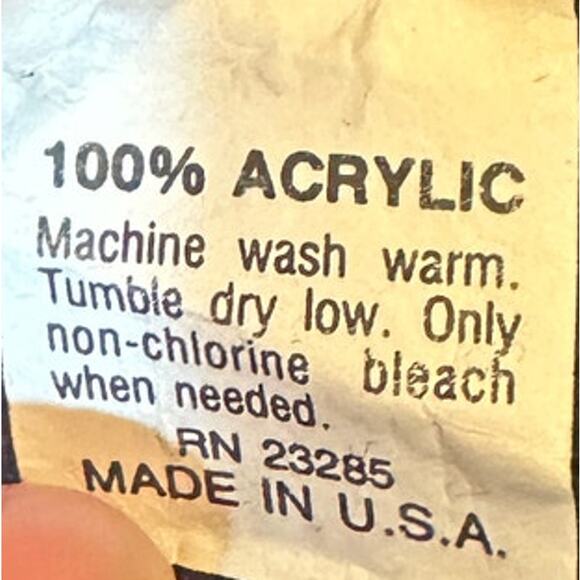 100% ACRYLIC
Machine wash warm.
Tumble dry low. Only
non-chlorine bleach
when needed.
RN 23285
MADE IN U.S.A.